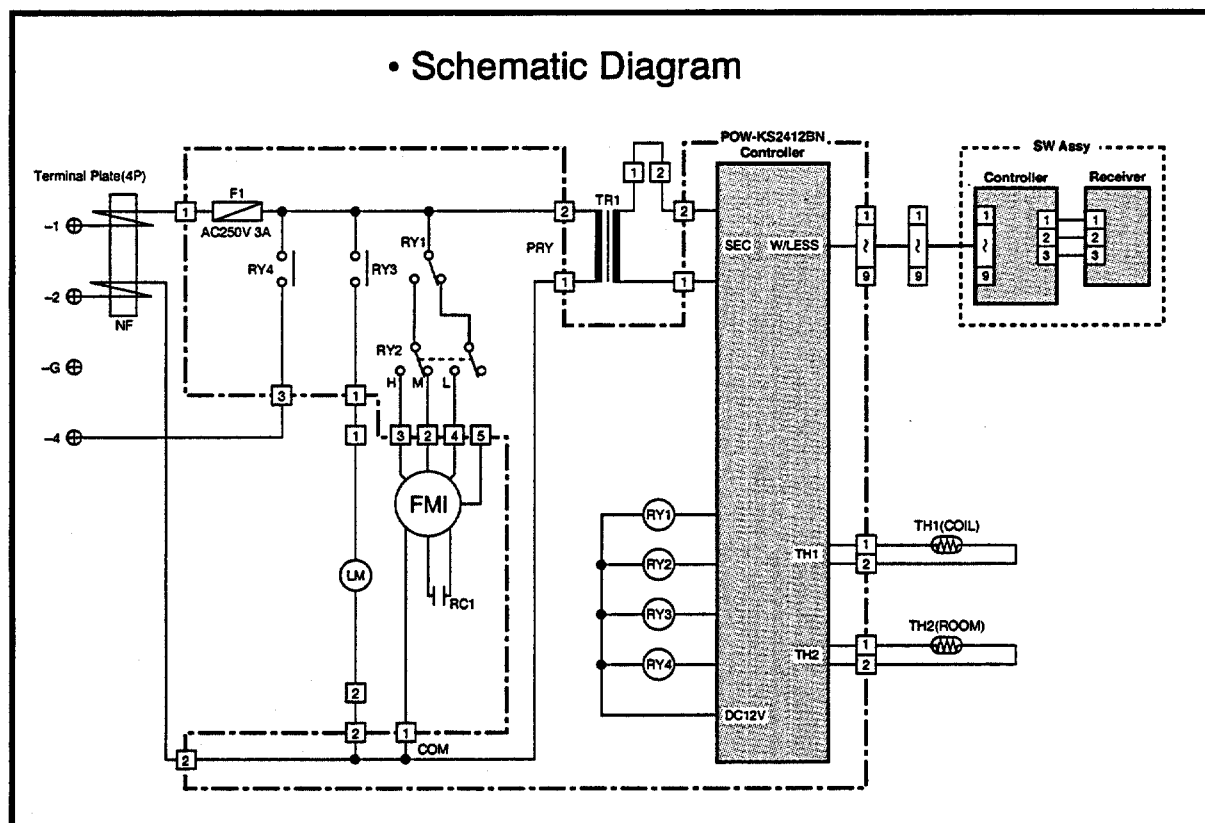 • Schematic Diagram
POW-KS2412BN
Controller
SW Assy
Terminal Plate(4P)
Controller
Receiver
F1
AC250V 3A
1
2
TR1
1
2
2
PRY
1
1
SEC
W/LESS
1
~
9
1
~
9
1
~
9
1
2
3
1
2
3
-1
-2
NF
-G
-4
RY4
RY3
RY1
RY2
H
M
L
3
1
1
3
2
4
5
FMI
LM
RC1
2
2
1
COM
2
RY1
RY2
RY3
RY4
DC12V
TH1
1
2
TH1(COIL)
TH2
1
2
TH2(ROOM)